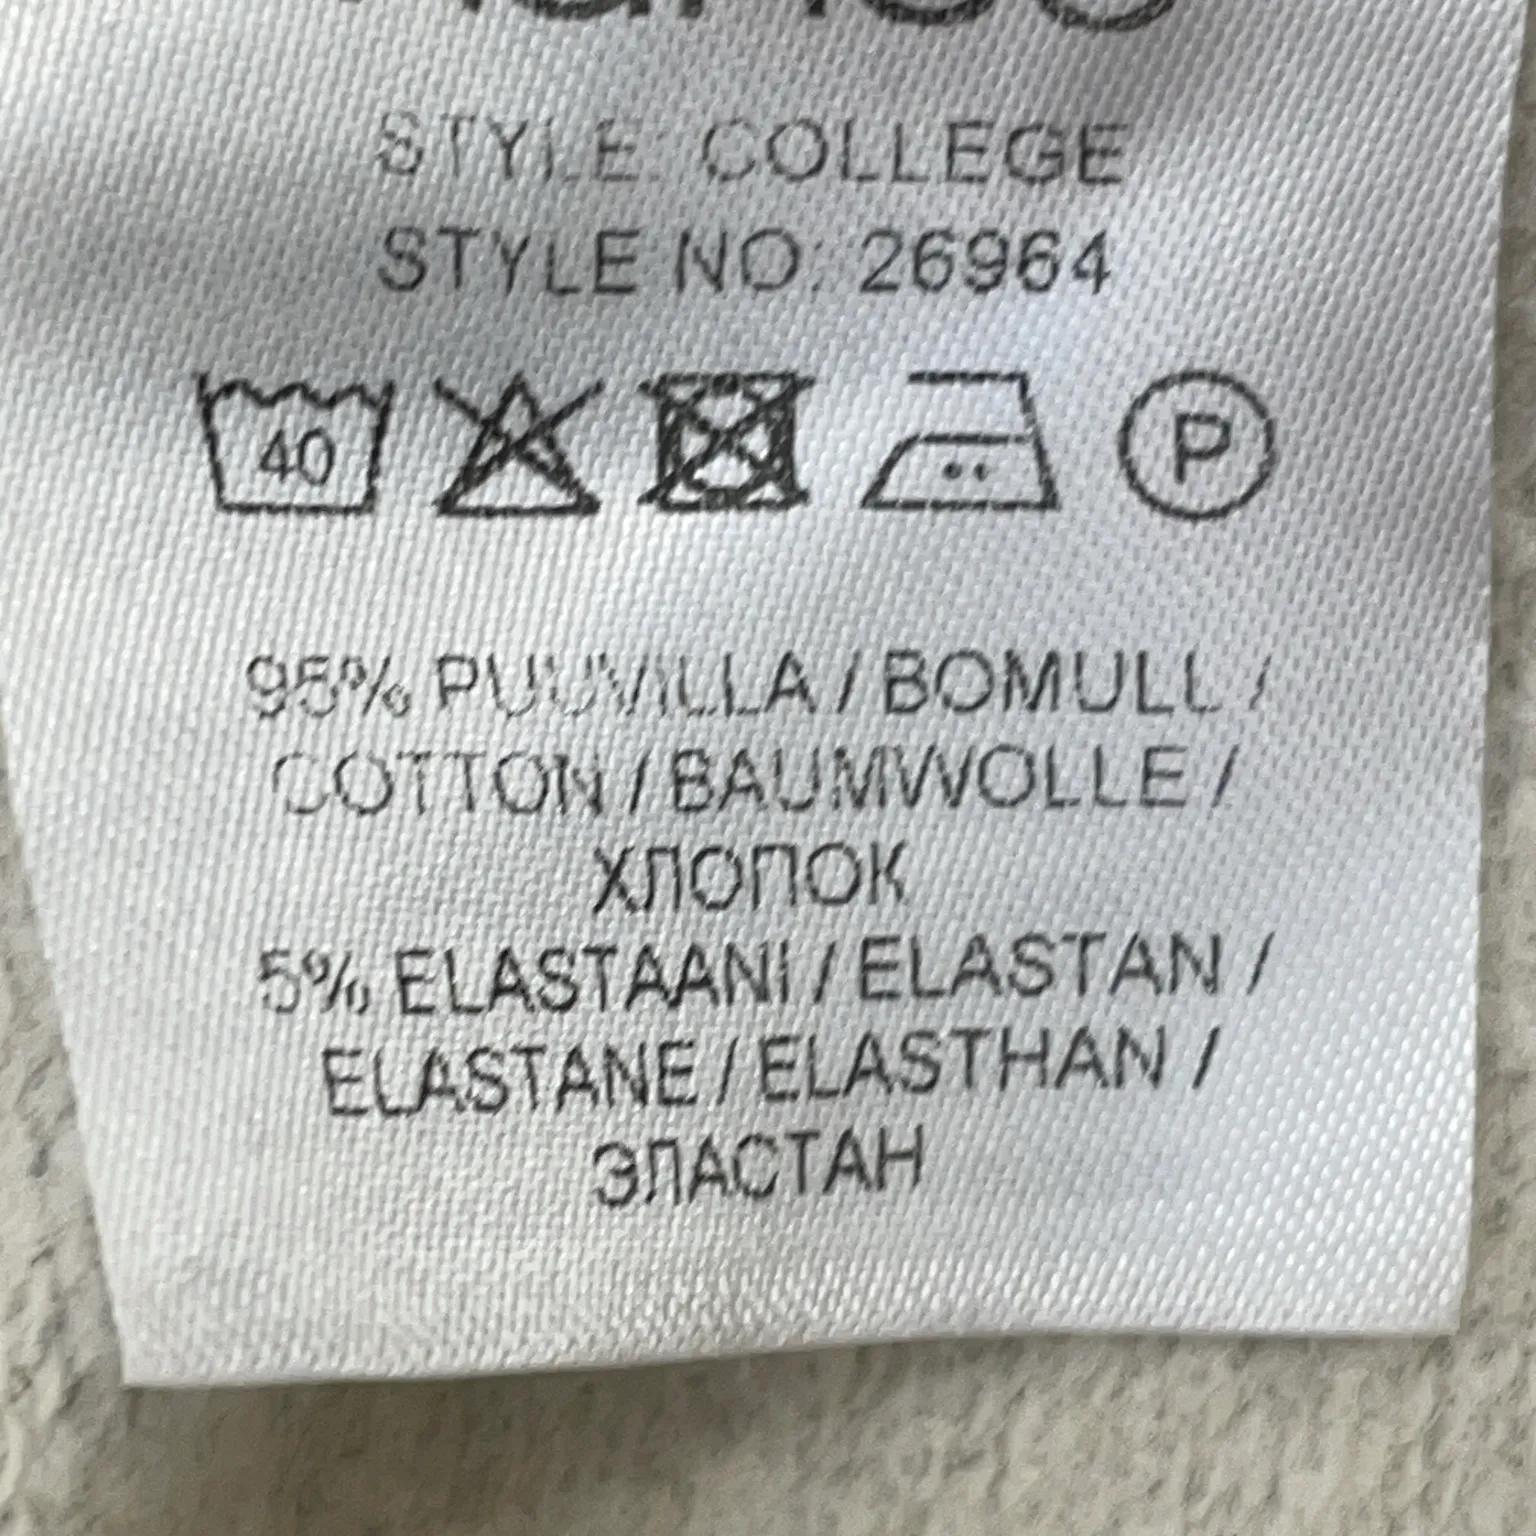 STYLE: COLLEGE
STYLE NO: 26964
40 P
95% PUUVILLA / BOMULL /
COTTON / BAUMWOLLE /
ХЛОПОК
5% ELASTAANI / ELASTAN /
ELASTANE / ELASTHAN /
ЭЛАСТАН